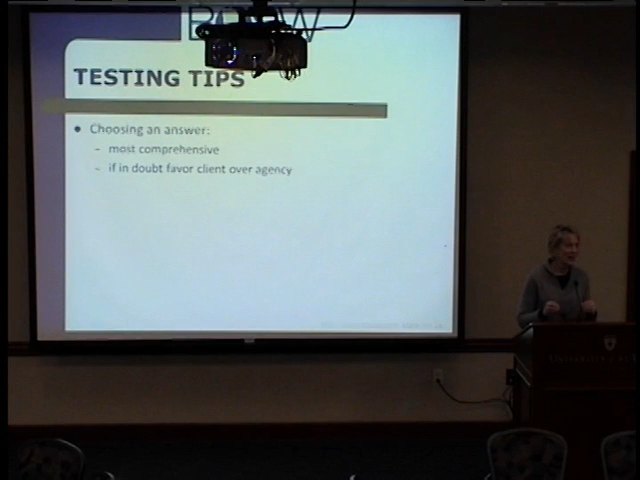 TESTING TIPS
• Choosing an answer:
– most comprehensive
– if in doubt favor client over agency